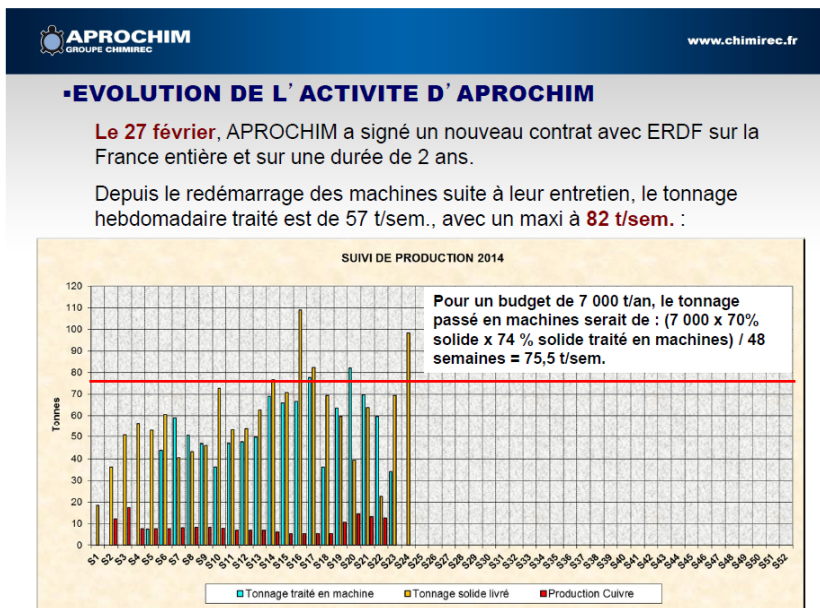 APROCHIM
GROUPE CHIMIREC
www.chimirec.fr
▪EVOLUTION DE L’ ACTIVITE D’ APROCHIM
Le 27 février, APROCHIM a signé un nouveau contrat avec ERDF sur la
France entière et sur une durée de 2 ans.
Depuis le redémarrage des machines suite à leur entretien, le tonnage
hebdomadaire traité est de 57 t/sem., avec un maxi à 82 t/sem. :
SUIVI DE PRODUCTION 2014
Pour un budget de 7 000 t/an, le tonnage
passé en machines serait de : (7 000 x 70%
solide x 74 % solide traité en machines) / 48
semaines = 75,5 t/sem.
Tonnes
120
110
100
90
80
70
60
50
40
30
20
10
0
S1 S2 S3 S4 S5 S6 S7 S8 S9 S10 S11 S12 S13 S14 S15 S16 S17 S18 S19 S20 S21 S22 S23 S24 S25 S26 S27 S28 S29 S30 S31 S32 S33 S34 S35 S36 S37 S38 S39 S40 S41 S42 S43 S44 S45 S46 S47 S48 S49 S50 S51 S52
Tonnage traité en machine Tonnage solide livré Production Cuivre